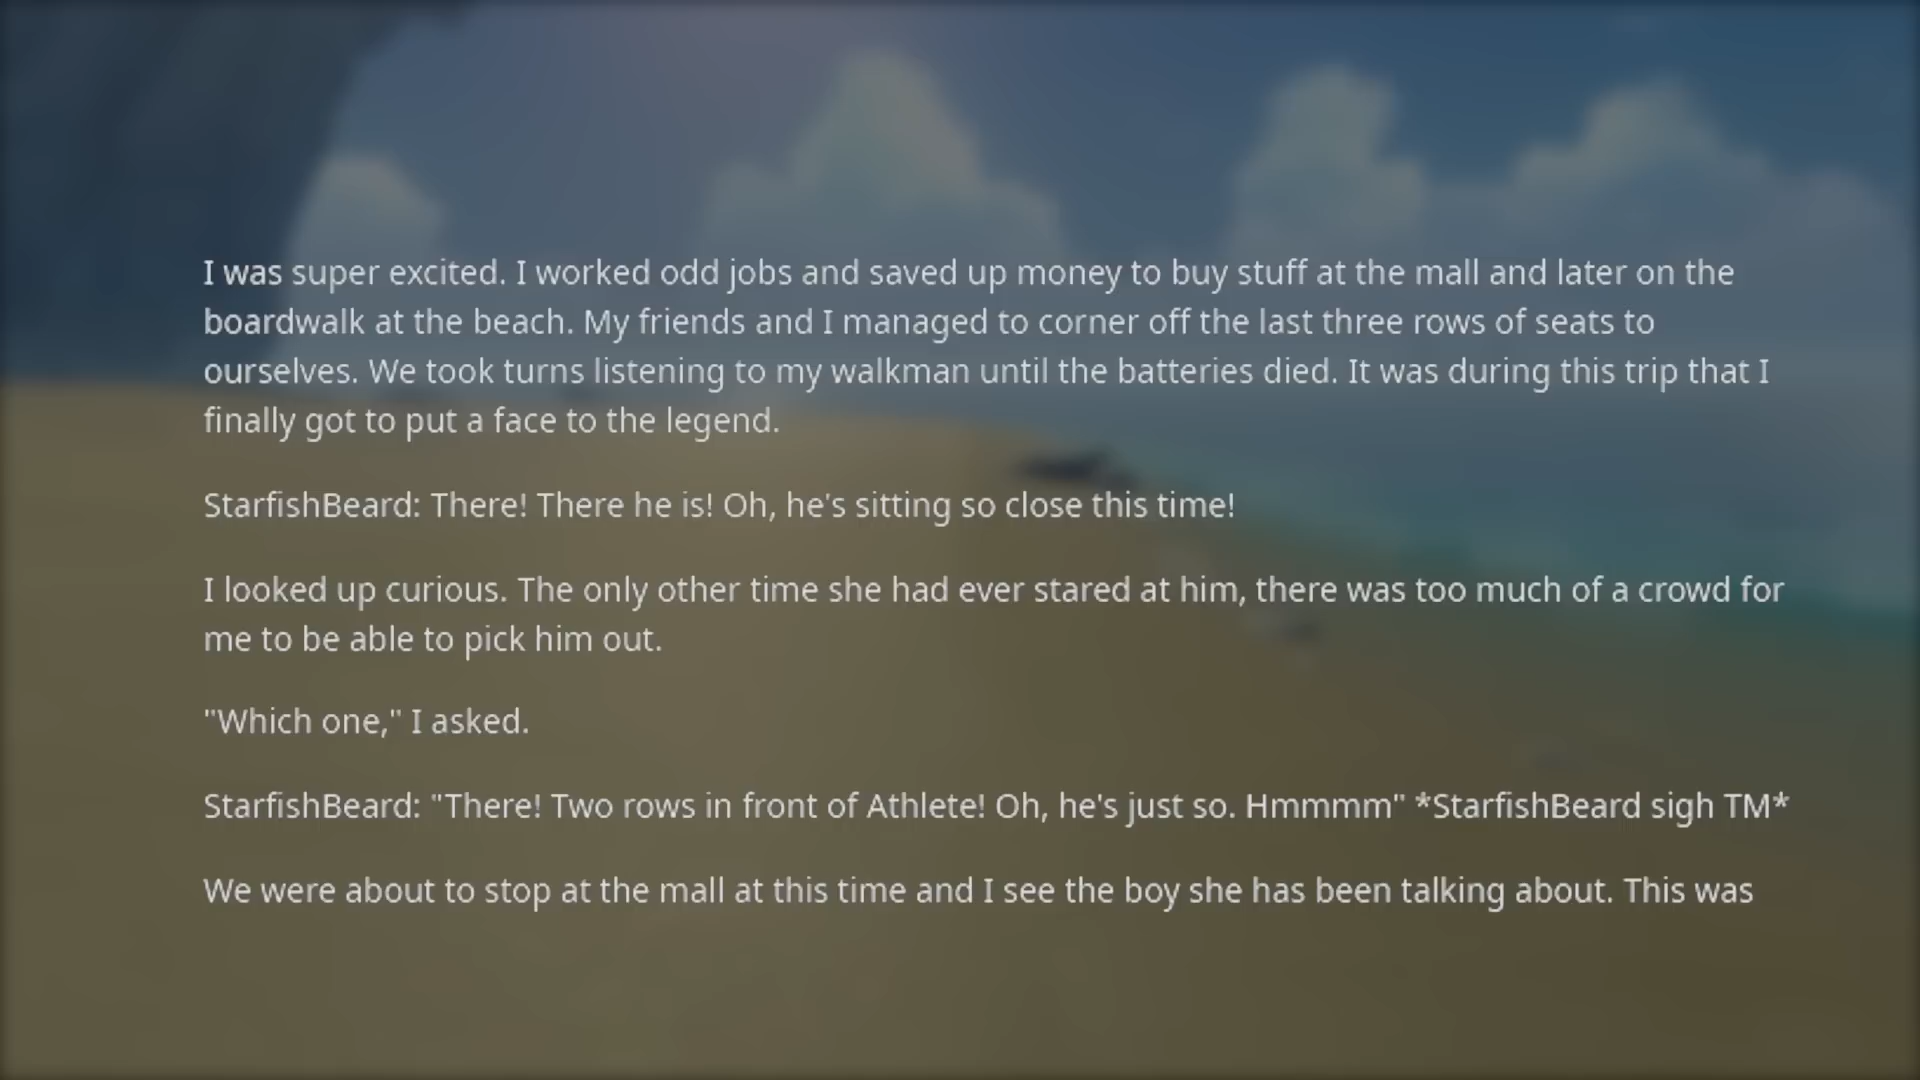 I was super excited. I worked odd jobs and saved up money to buy stuff at the mall and later on the
boardwalk at the beach. My friends and I managed to corner off the last three rows of seats to
ourselves. We took turns listening to my walkman until the batteries died. It was during this trip that I
finally got to put a face to the legend.
StarfishBeard: There! There he is! Oh, he's sitting so close this time!
I looked up curious. The only other time she had ever stared at him, there was too much of a crowd for
me to be able to pick him out.
"Which one," I asked.
StarfishBeard: "There! Two rows in front of Athlete! Oh, he's just so. Hmmmm" *StarfishBeard sigh TM*
We were about to stop at the mall at this time and I see the boy she has been talking about. This was